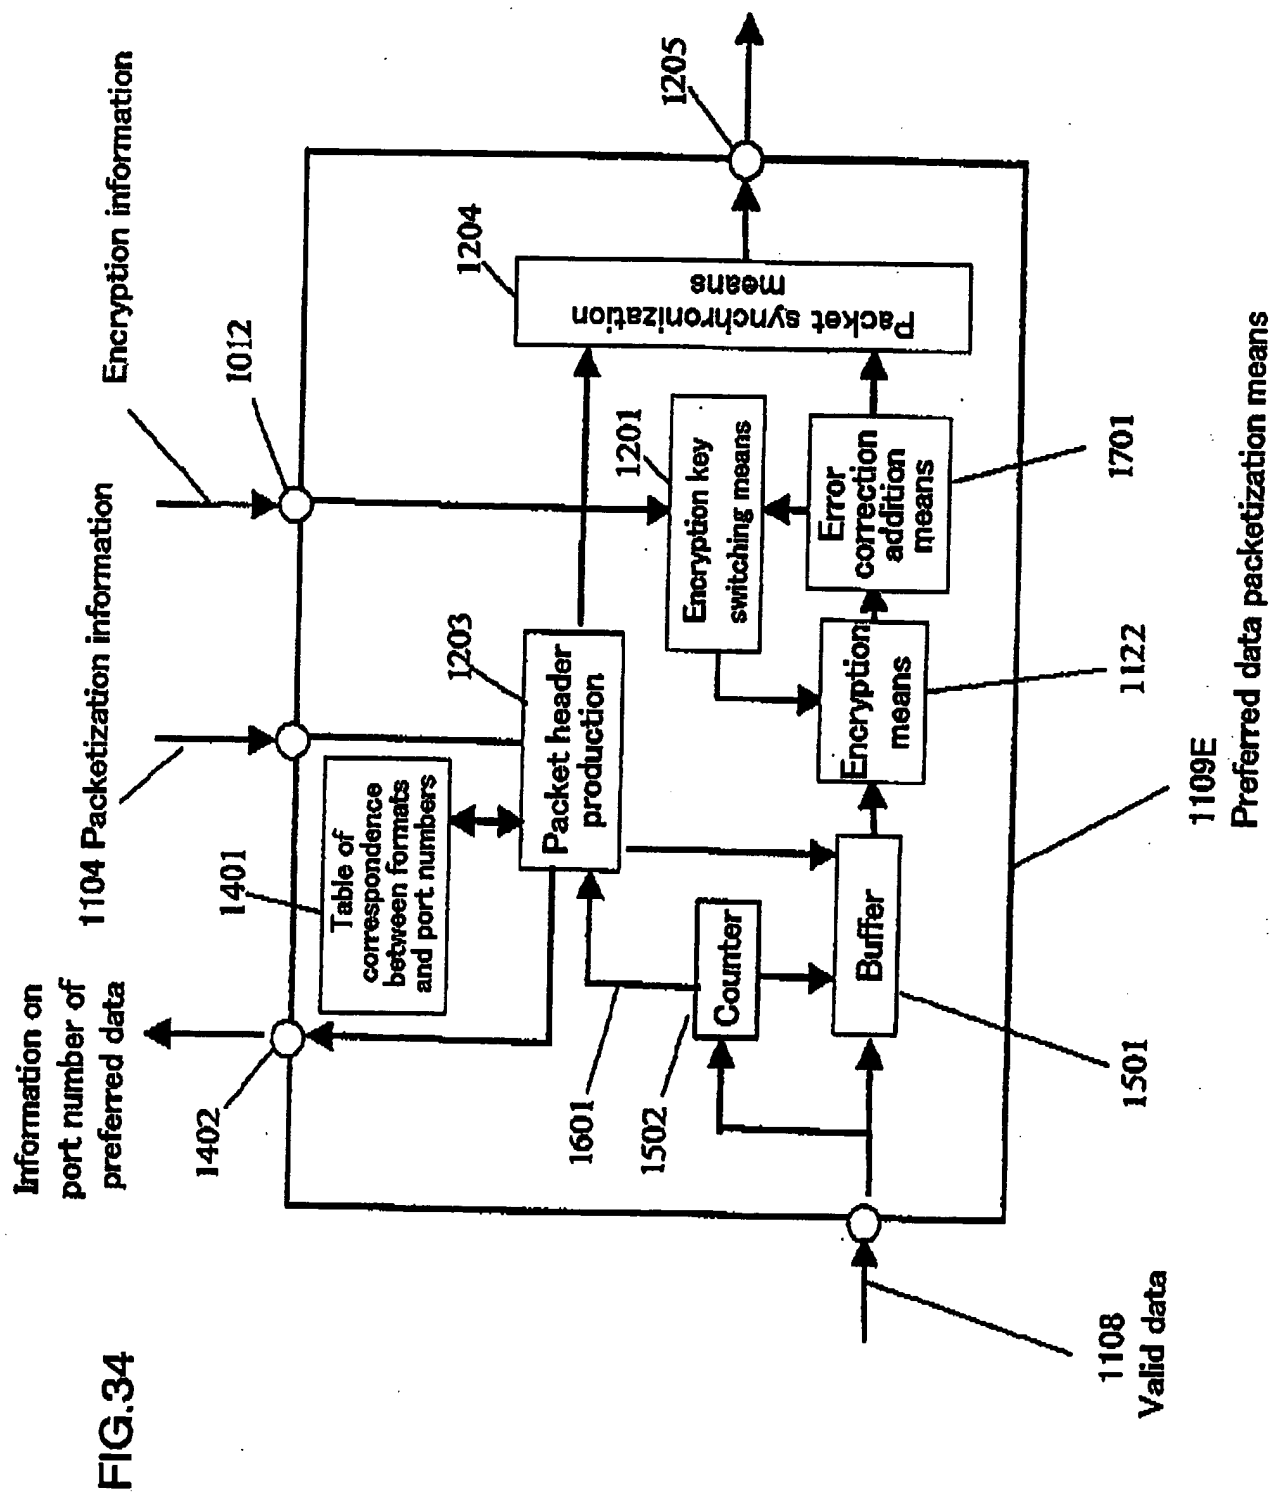 FIG.34
Information on
port number of
preferred data
1104 Packetization information
Encryption information
1402
1401
1012
Table of
correspondence
between formats
and port numbers
1203
Packet header
production
1204
Packet synchronization
means
1205
1601
1502
Counter
1201
Encryption key
switching means
Buffer
Encryption
means
Error
correction
addition
means
1501
1122
1701
1108
Valid data
1109E
Preferred data packetization means